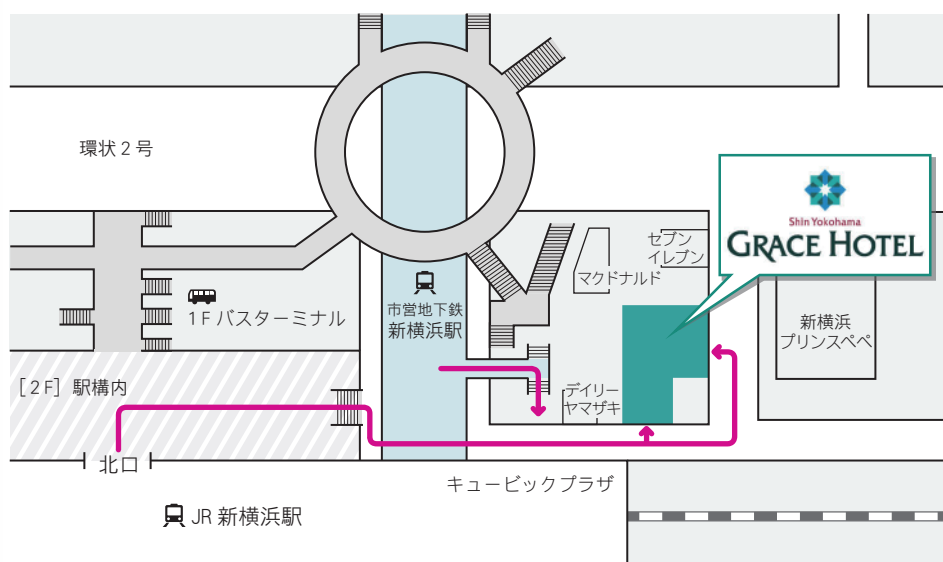 環状2号
Shin Yokohama
GRACE HOTEL
セブン
イレブン
マクドナルド
市営地下鉄
新横浜駅
1Fバスターミナル
新横浜
プリンスペペ
[2F] 駅構内
デイリー
ヤマザキ
北口
キュービックプラザ
JR 新横浜駅